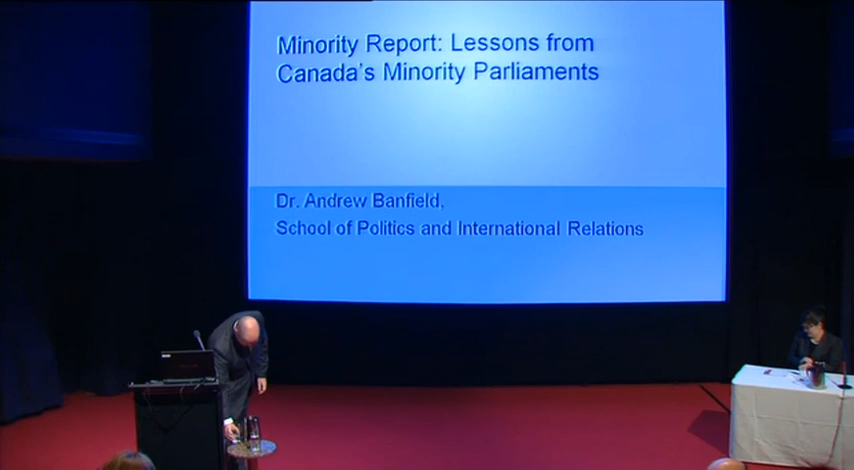 Minority Report: Lessons from
Canada's Minority Parliaments
Dr. Andrew Banfield,
School of Politics and International Relations